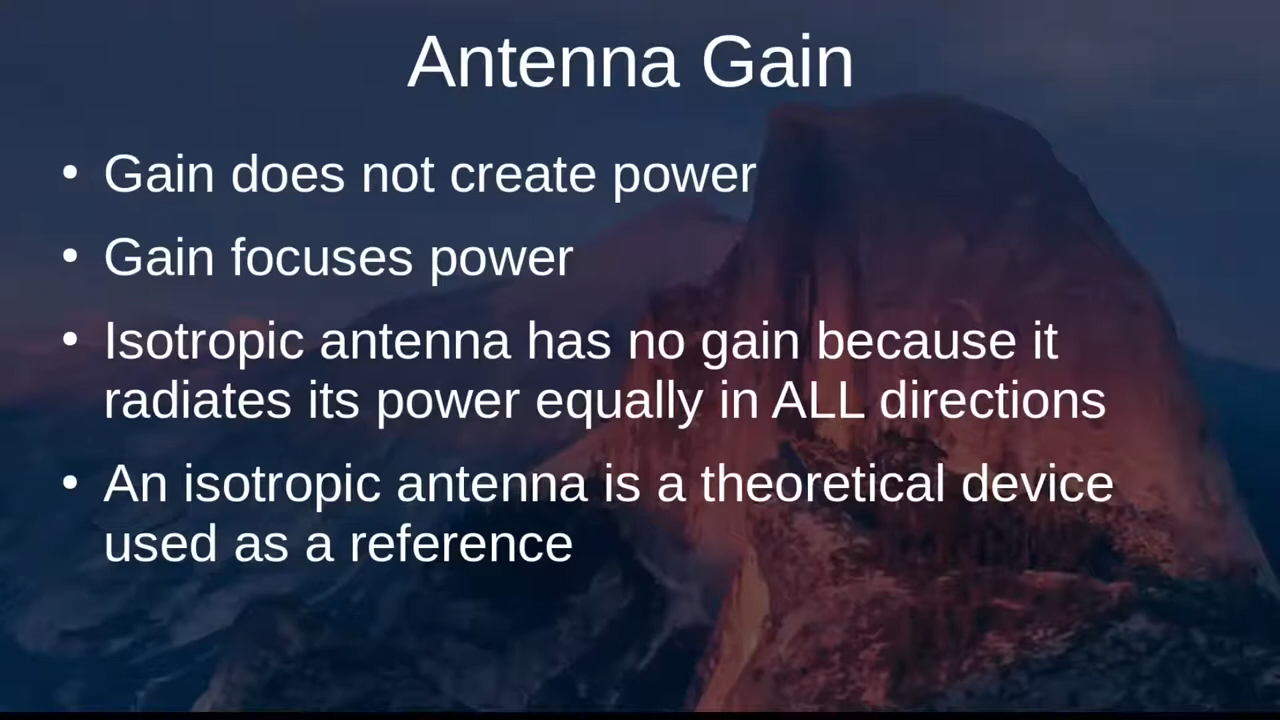 Antenna Gain
• Gain does not create power
• Gain focuses power
• Isotropic antenna has no gain because it
radiates its power equally in ALL directions
• An isotropic antenna is a theoretical device
used as a reference